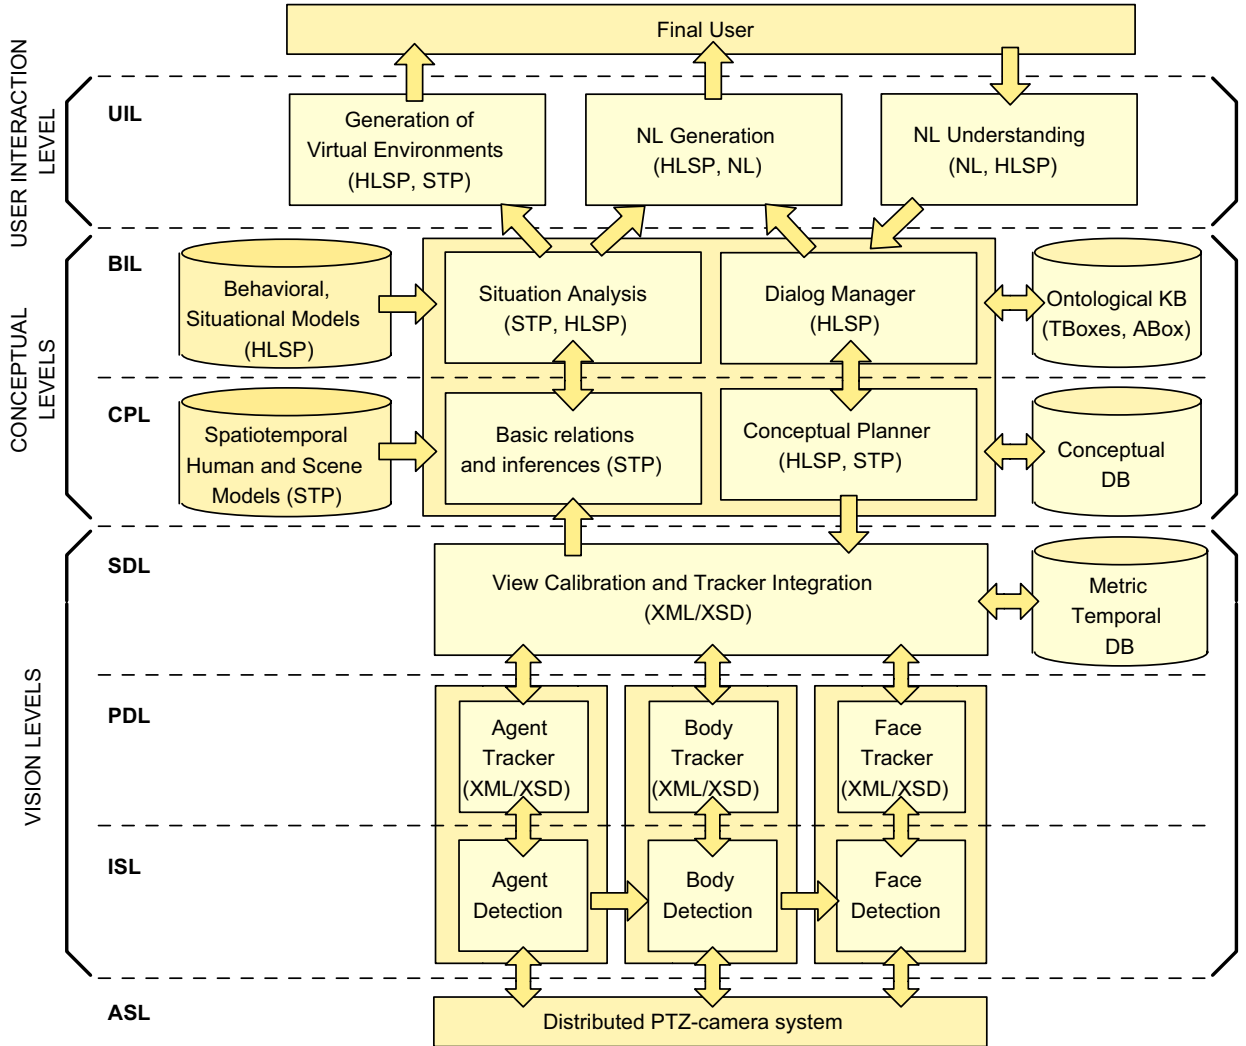 Final User
USER INTERACTION
LEVEL
UIL
Generation of
Virtual Environments
(HLSP, STP)
NL Generation
(HLSP, NL)
NL Understanding
(NL, HLSP)
CONCEPTUAL
LEVELS
BIL
Behavioral,
Situational Models
(HLSP)
Situation Analysis
(STP, HLSP)
Dialog Manager
(HLSP)
Ontological KB
(TBoxes, ABox)
CPL
Spatiotemporal
Human and Scene
Models (STP)
Basic relations
and inferences (STP)
Conceptual Planner
(HLSP, STP)
Conceptual
DB
VISION LEVELS
SDL
View Calibration and Tracker Integration
(XML/XSD)
Metric
Temporal
DB
PDL
Agent
Tracker
(XML/XSD)
Body
Tracker
(XML/XSD)
Face
Tracker
(XML/XSD)
ISL
Agent
Detection
Body
Detection
Face
Detection
ASL
Distributed PTZ-camera system